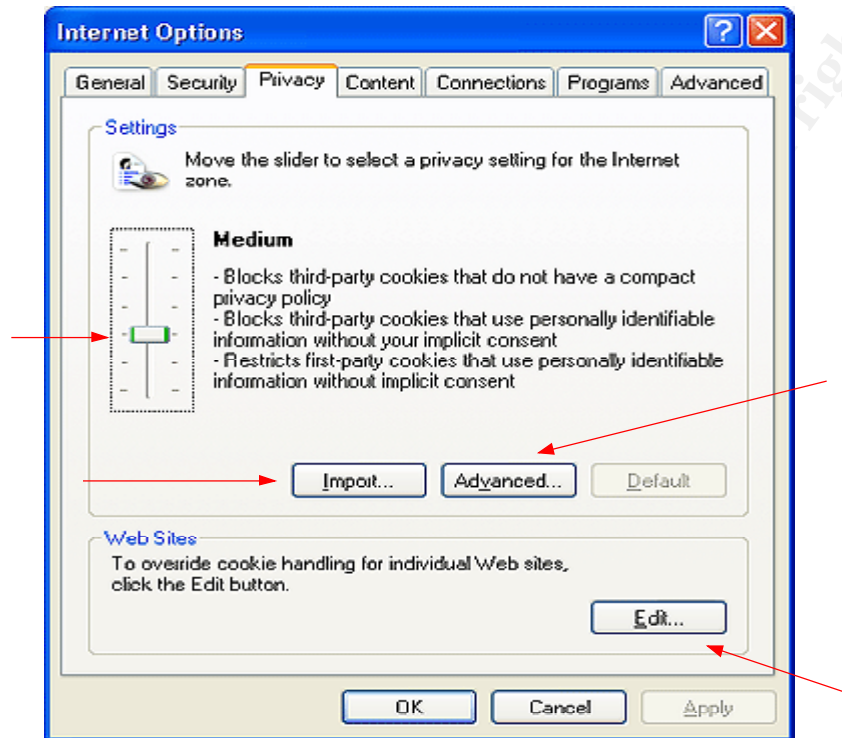 Internet Options
General Security Privacy Content Connections Programs Advanced
Settings
Move the slider to select a privacy setting for the Internet
zone.
Medium
- Blocks third-party cookies that do not have a compact
privacy policy
- Blocks third-party cookies that use personally identifiable
information without your implicit consent
- Restricts first-party cookies that use personally identifiable
information without implicit consent
Import... Advanced... Default
Web Sites
To override cookie handling for individual Web sites,
click the Edit button.
Edit...
OK Cancel Apply